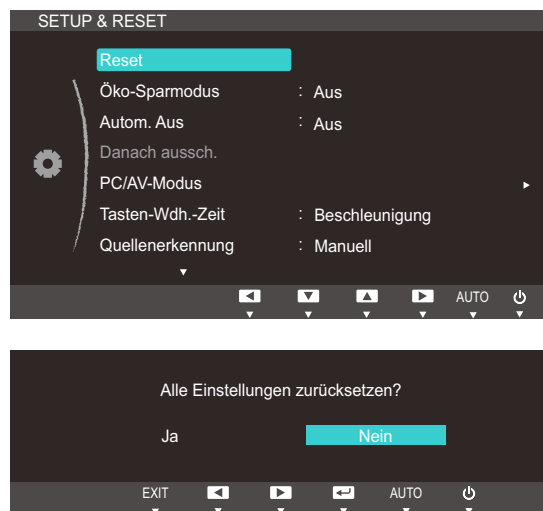 SETUP & RESET
Reset
Öko-Sparmodus : Aus
Autom. Aus : Aus
Danach aussch.
PC/AV-Modus
Tasten-Wdh.-Zeit : Beschleunigung
Quellenerkennung : Manuell
AUTO
Alle Einstellungen zurücksetzen?
Ja Nein
EXIT AUTO